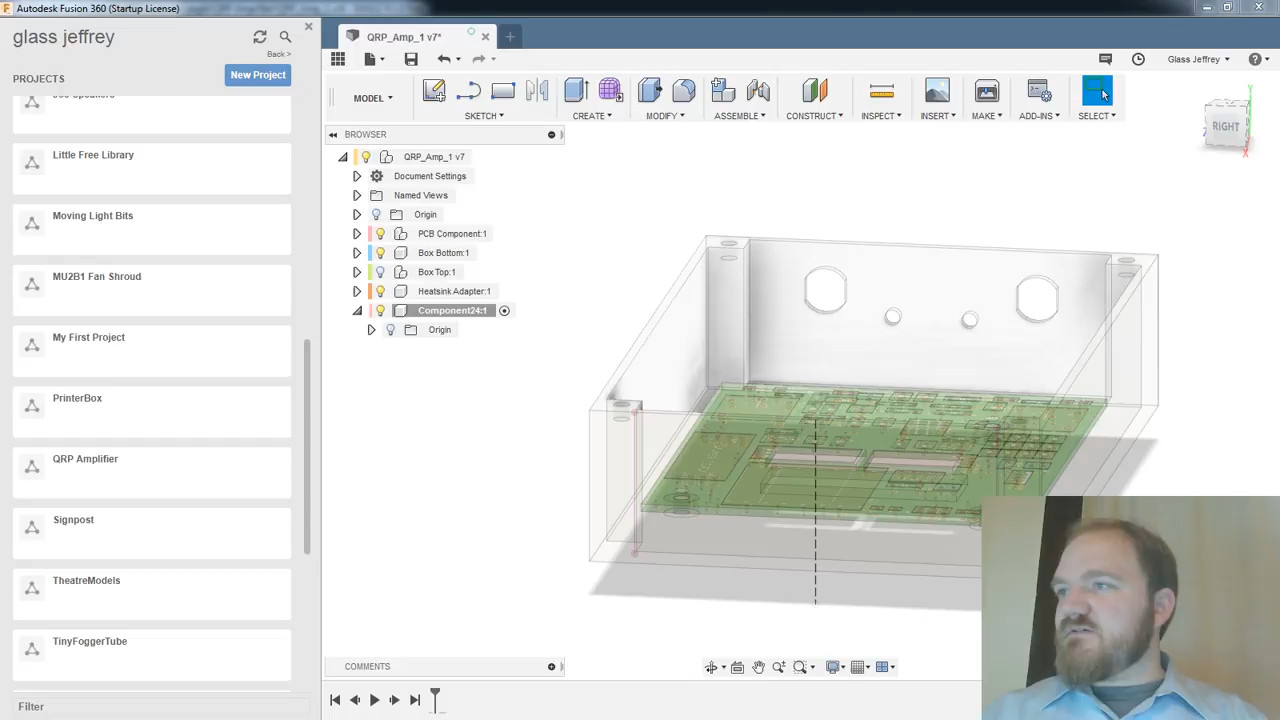 Autodesk Fusion 360 (Startup License)
glass jeffrey
Back >
PROJECTS
New Project
Little Free Library
Moving Light Bits
MU2B1 Fan Shroud
My First Project
PrinterBox
QRP Amplifier
Signpost
TheatreModels
TinyFoggerTube
Filter
QRP_Amp_1 v7*
Glass Jeffrey
MODEL
SKETCH
CREATE
MODIFY
ASSEMBLE
CONSTRUCT
INSPECT
INSERT
MAKE
ADD-INS
SELECT
RIGHT
Y
Z
X
BROWSER
QRP_Amp_1 v7
Document Settings
Named Views
Origin
PCB Component:1
Box Bottom:1
Box Top:1
Heatsink Adapter:1
Component24:1
Origin
COMMENTS